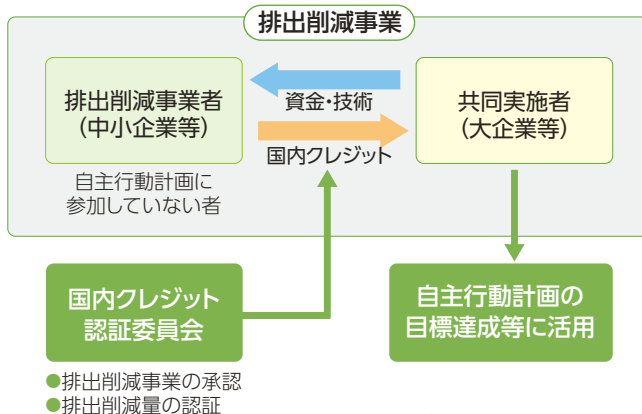 排出削減事業
排出削減事業者
（中小企業等）
資金・技術
国内クレジット
共同実施者
（大企業等）
自主行動計画に
参加していない者
国内クレジット
認証委員会
自主行動計画の
目標達成等に活用
●排出削減事業の承認
●排出削減量の認証